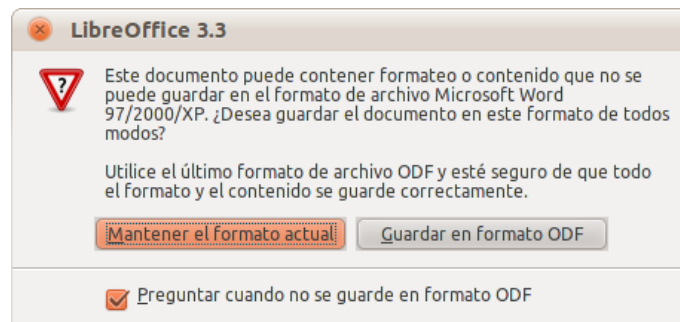 LibreOffice 3.3
Este documento puede contener formateo o contenido que no se
puede guardar en el formato de archivo Microsoft Word
97/2000/XP. ¿Desea guardar el documento en este formato de todos
modos?
Utilice el último formato de archivo ODF y esté seguro de que todo
el formato y el contenido se guarde correctamente.
Mantener el formato actual Guardar en formato ODF
Preguntar cuando no se guarde en formato ODF